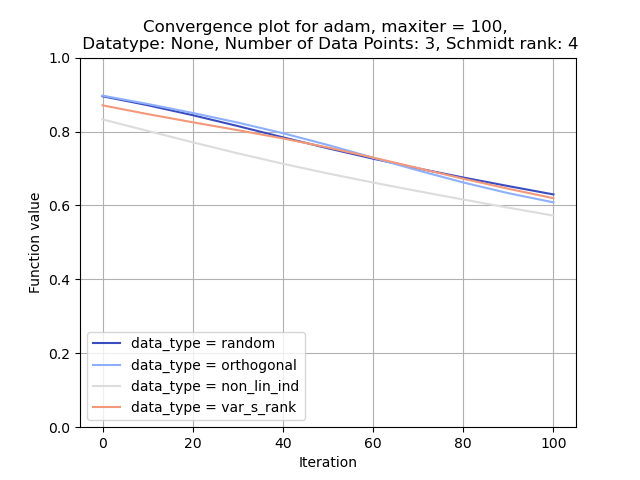 Convergence plot for adam, maxiter = 100,
Datatype: None, Number of Data Points: 3, Schmidt rank: 4
1.0
0.8
0.6
0.4
0.2
0.0
Function value
data_type = random
data_type = orthogonal
data_type = non_lin_ind
data_type = var_s_rank
0 20 40 60 80 100
Iteration